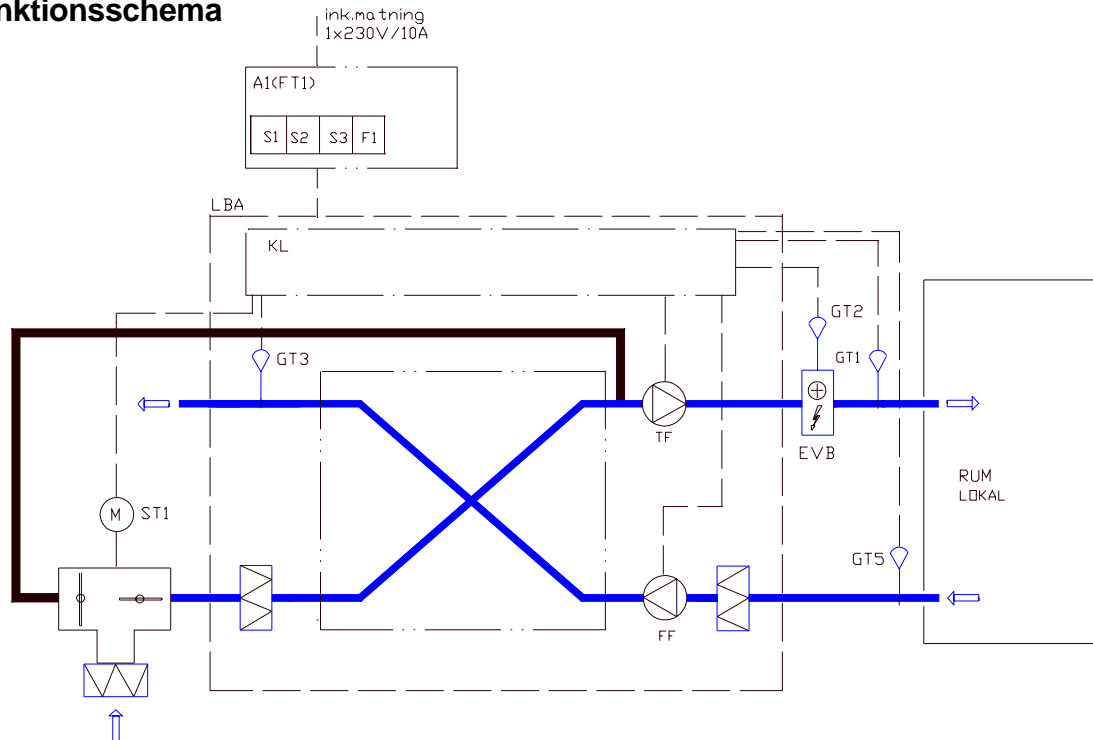 nktionsschema
ink.matning
1x230V/10A
A1(FT1)
S1 S2 S3 F1
LBA
KL
GT2
GT3
GT1
TF
EVB
RUM
LOKAL
M ST1
GT5
FF